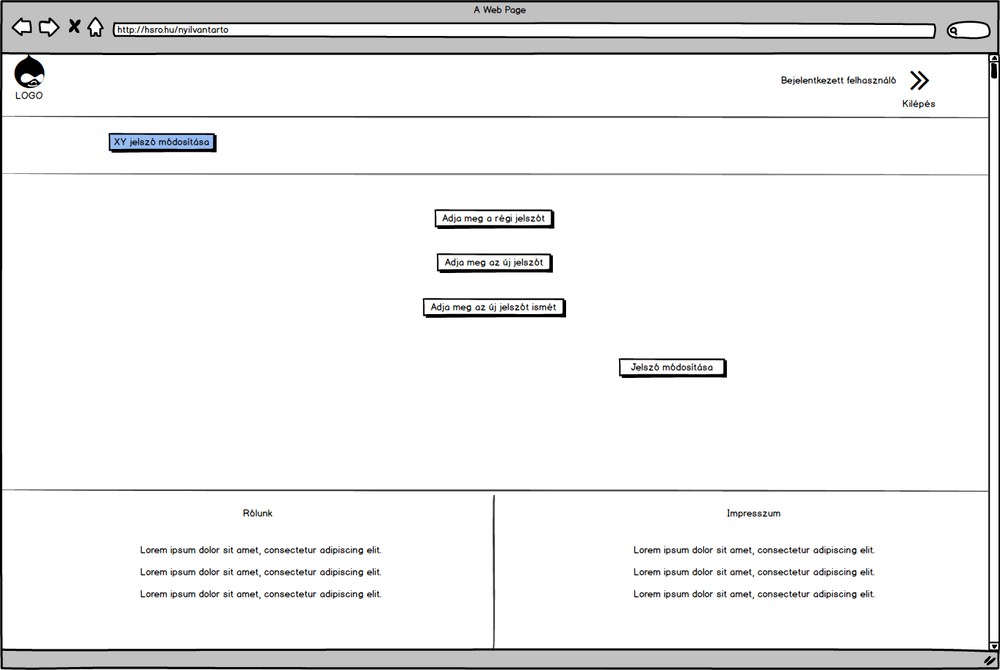 A Web Page
http://hsro.hu/nyilvantarto
LOGO
Bejelentkezett felhasználó
Kilépés
XY jelszó módosítása
Adja meg a régi jelszót
Adja meg az új jelszót
Adja meg az új jelszót ismét
Jelszó módosítása
Rólunk
Lorem ipsum dolor sit amet, consectetur adipiscing elit.
Lorem ipsum dolor sit amet, consectetur adipiscing elit.
Lorem ipsum dolor sit amet, consectetur adipiscing elit.
Impresszum
Lorem ipsum dolor sit amet, consectetur adipiscing elit.
Lorem ipsum dolor sit amet, consectetur adipiscing elit.
Lorem ipsum dolor sit amet, consectetur adipiscing elit.